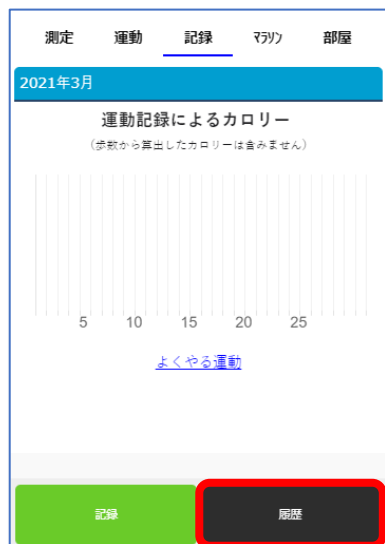 測定 運動 記録 ﾏﾗｿﾝ 部屋
2021年3月
運動記録によるカロリー
（歩数から算出したカロリーは含みません）
5 10 15 20 25
よくやる運動
記録 履歴